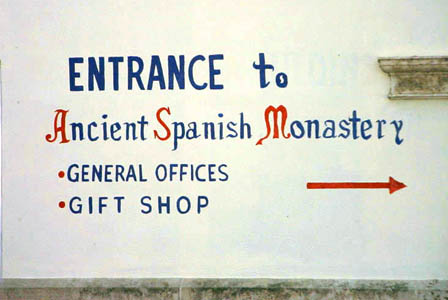 ENTRANCE to
Ancient Spanish Monastery
•GENERAL OFFICES
•GIFT SHOP